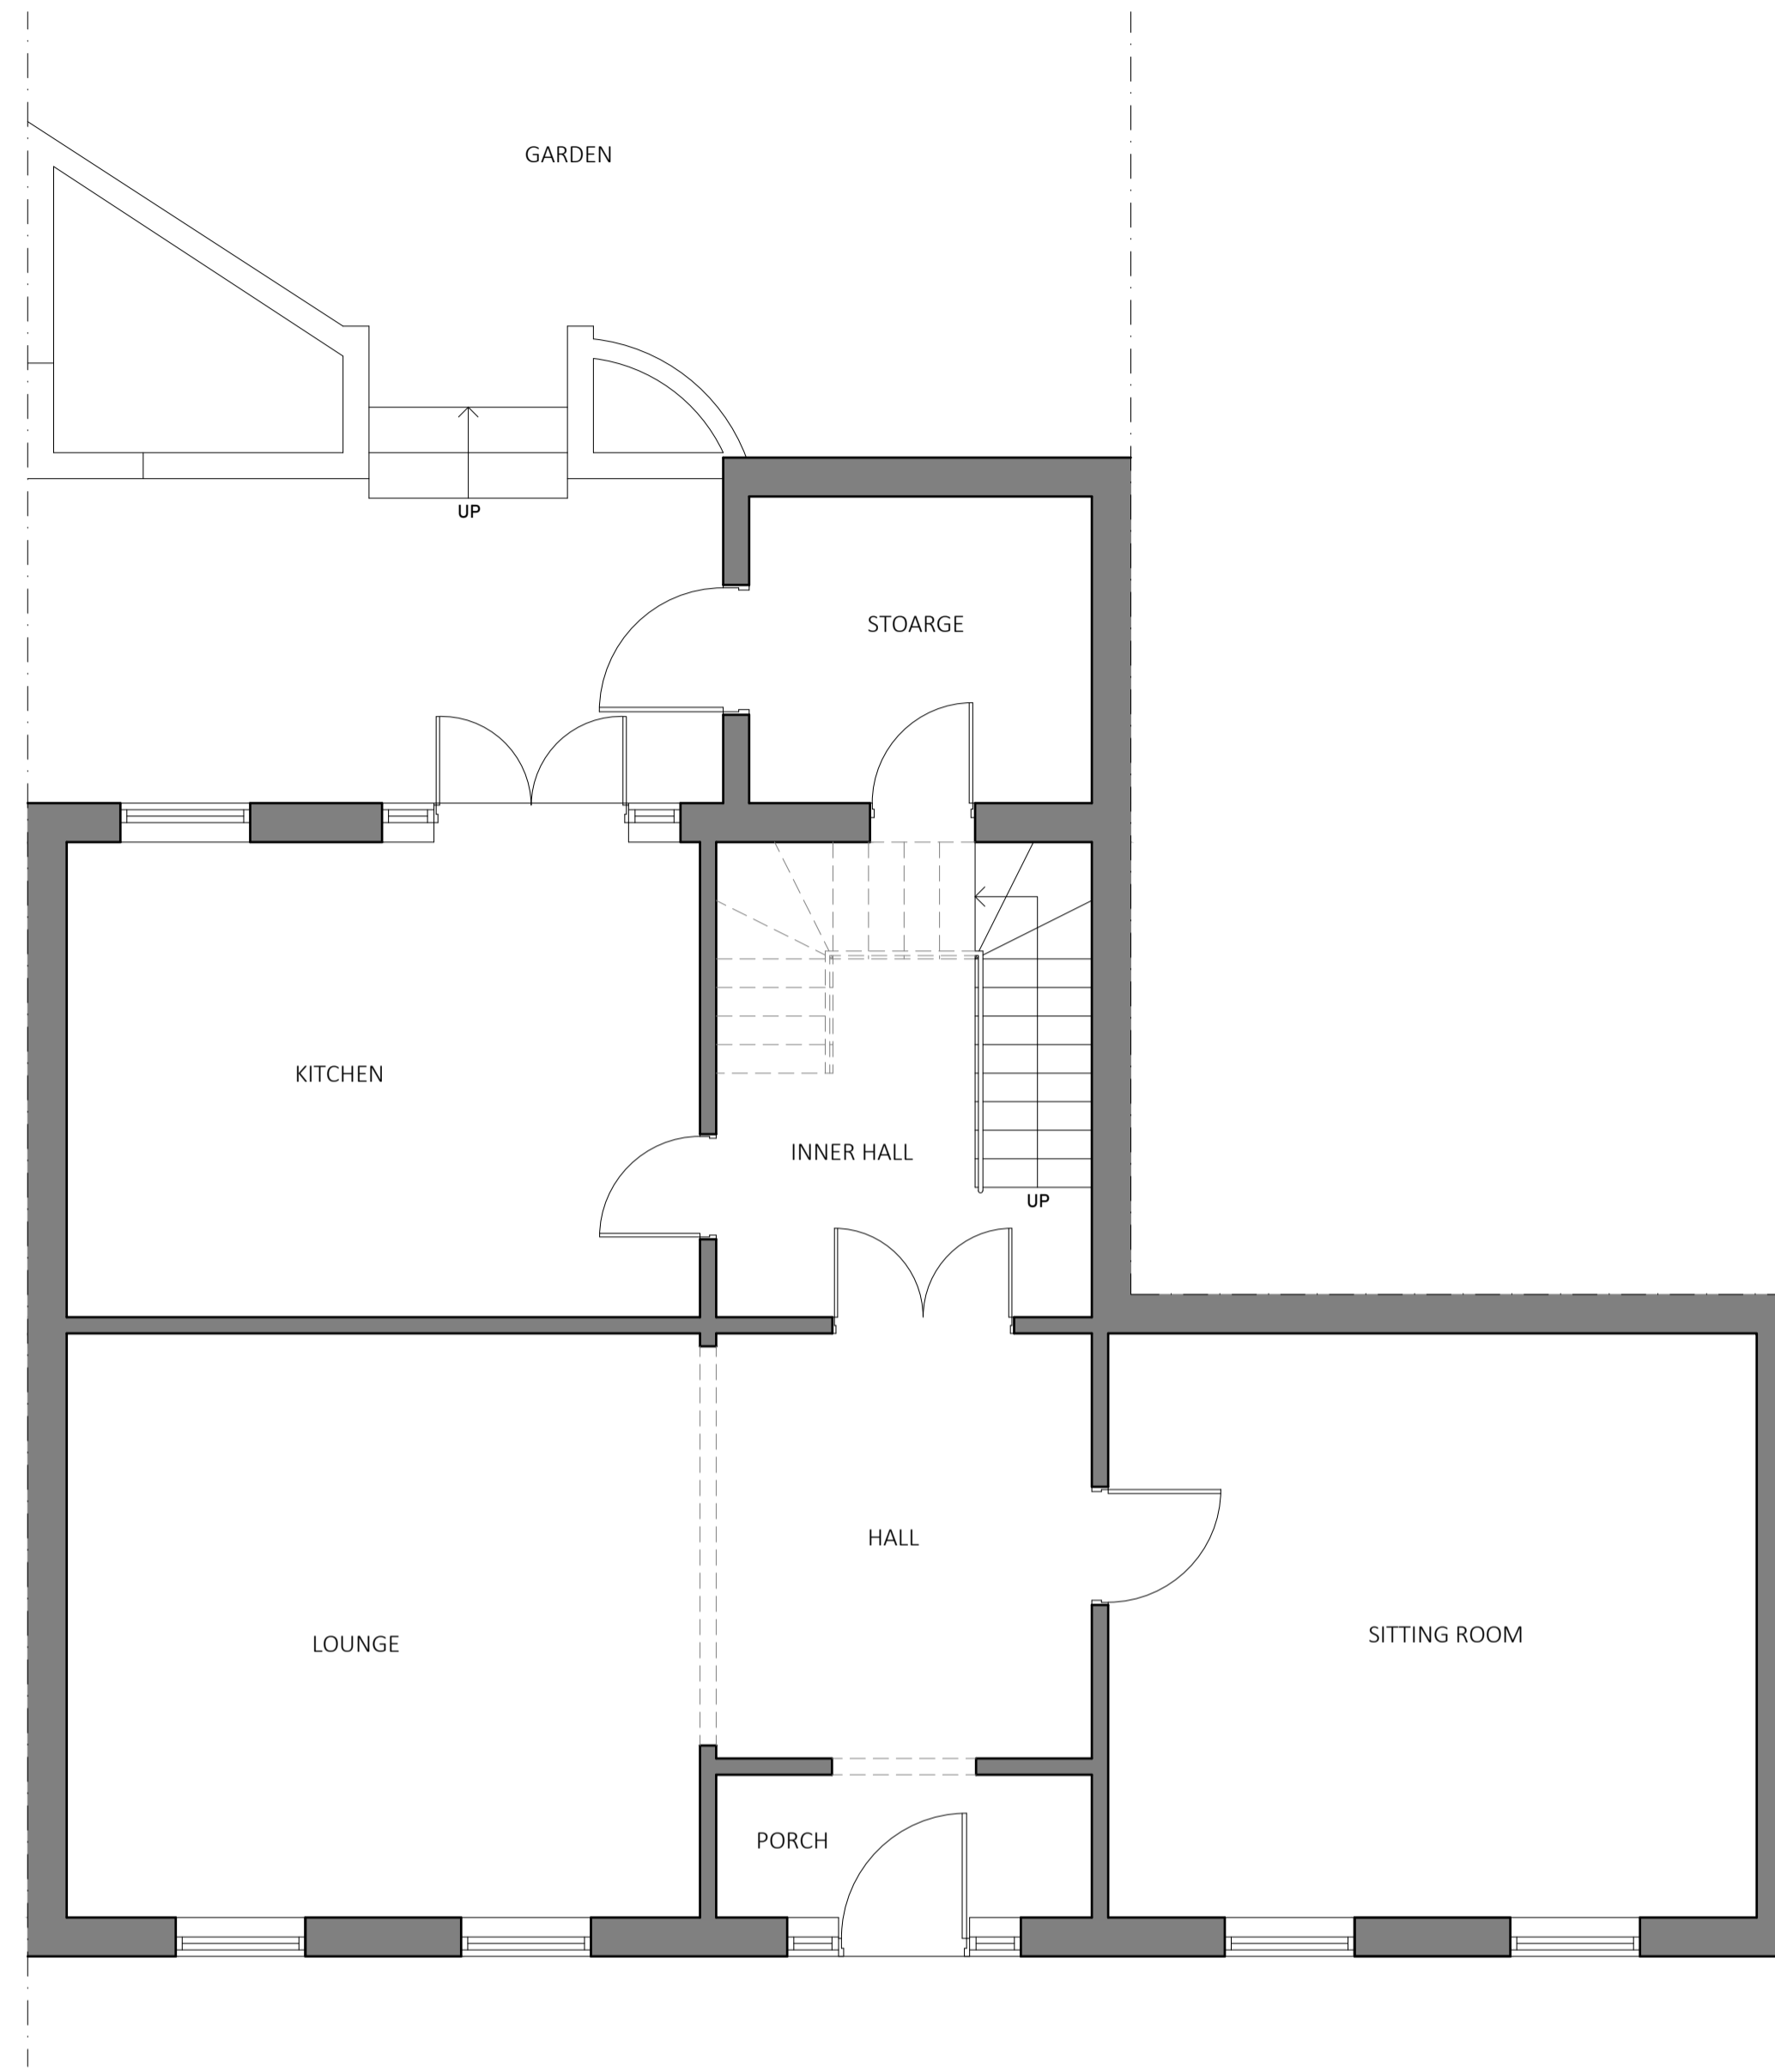 GARDEN
UP
STOARGE
KITCHEN
INNER HALL
UP
HALL
LOUNGE
SITTING ROOM
PORCH